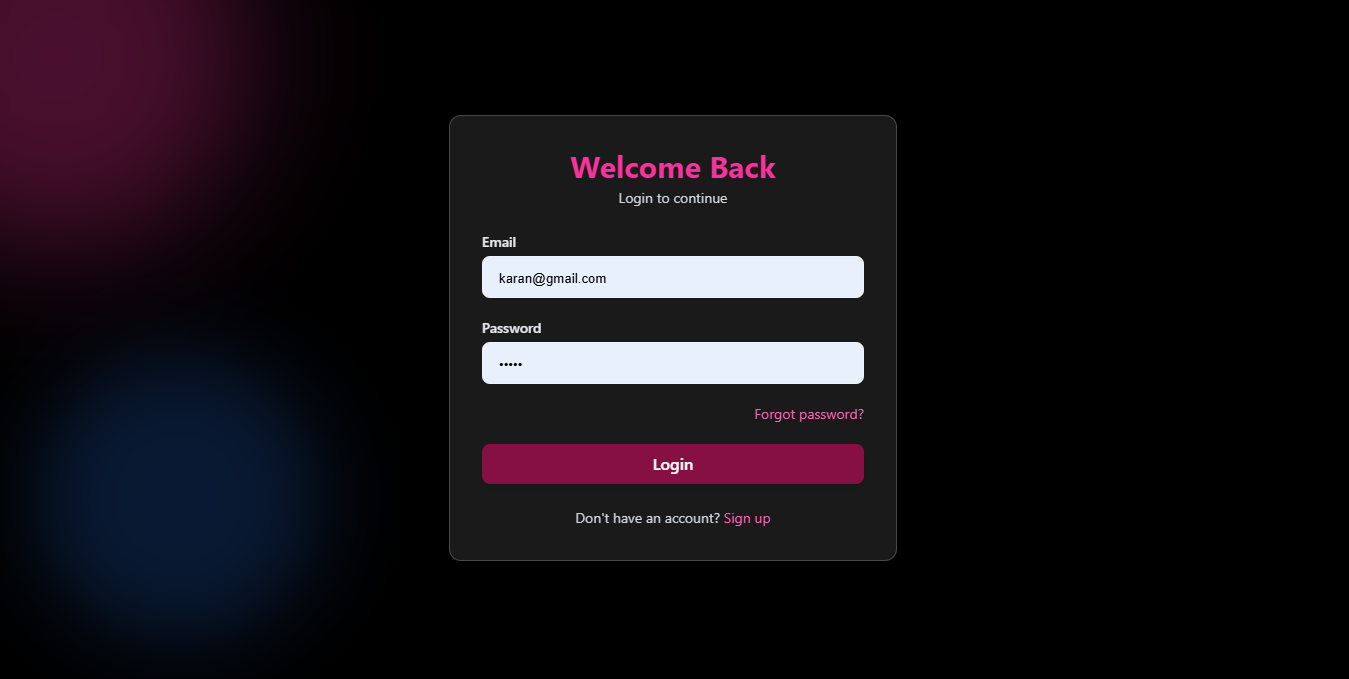 Welcome Back
Login to continue
Email
karan@gmail.com
Password
•••••
Forgot password?
Login
Don't have an account? Sign up